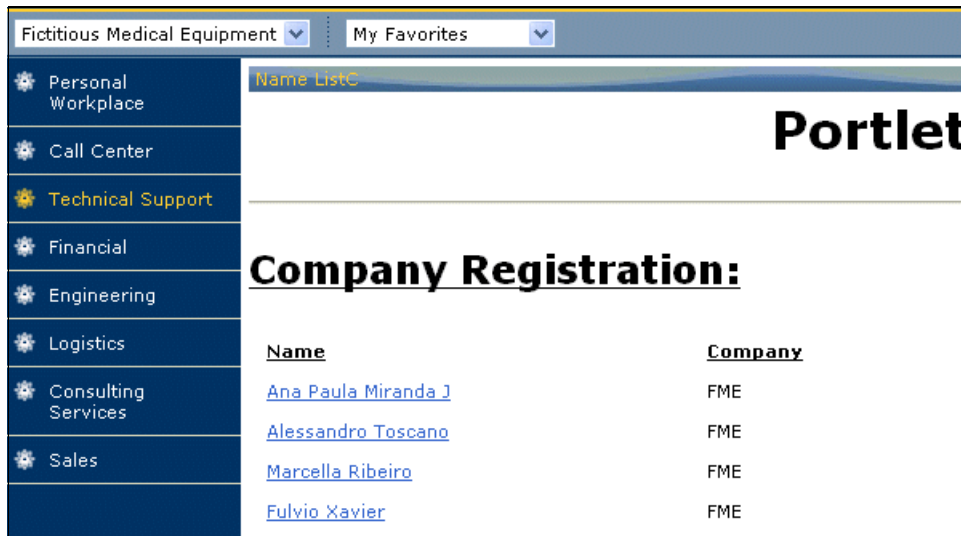 Fictitious Medical Equipment My Favorites
Personal
Workplace
Call Center
Technical Support
Financial
Engineering
Logistics
Consulting
Services
Sales
Name ListC
Portlet
Company Registration:
Name Company
Ana Paula Miranda J FME
Alessandro Toscano FME
Marcella Ribeiro FME
Fulvio Xavier FME